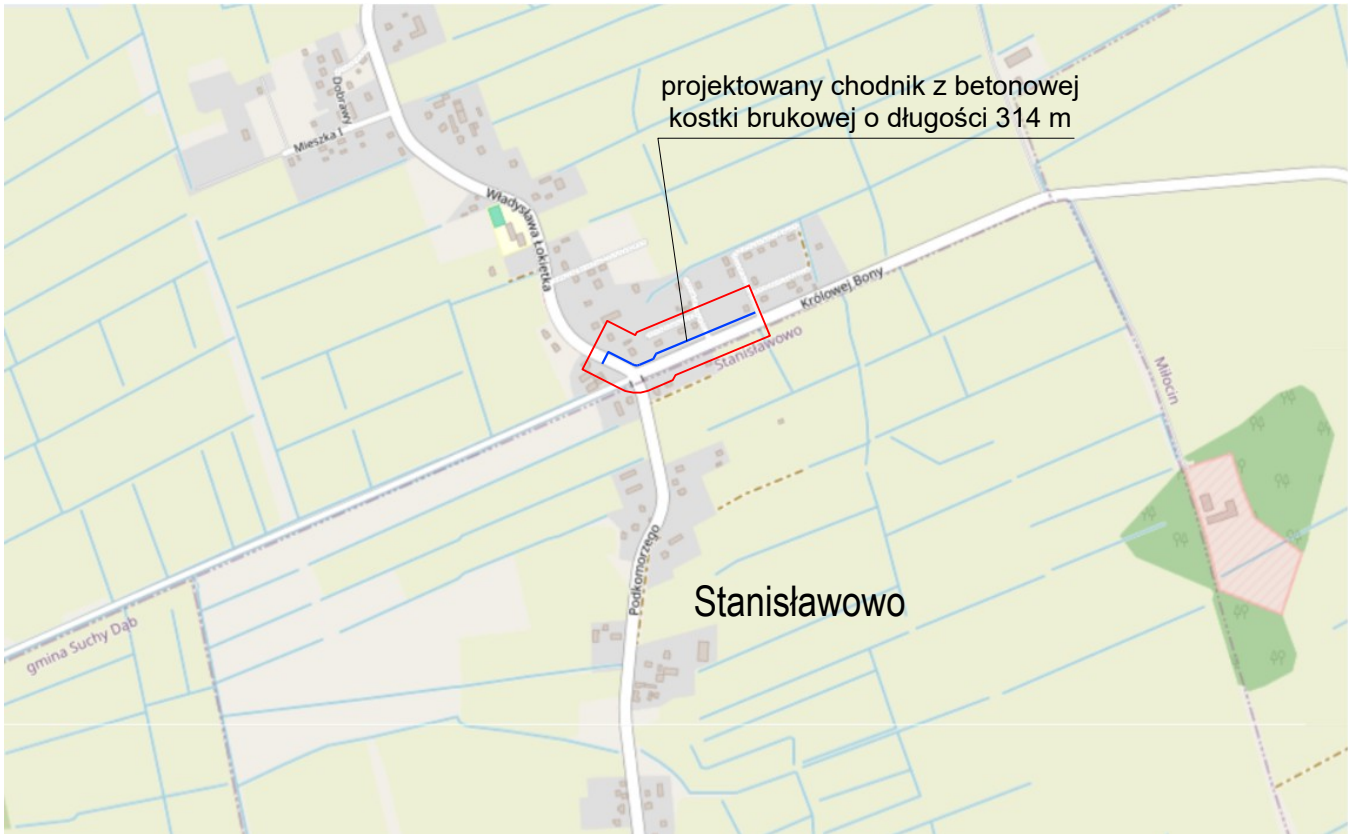 projektowany chodnik z betonowej
kostki brukowej o długości 314 m
Dobrawy
Mieszka I
Władysława Łokietka
Królowej Bony
Stanisławowo
Miłocin
Podkomorzego
Stanisławowo
gmina Suchy Dąb